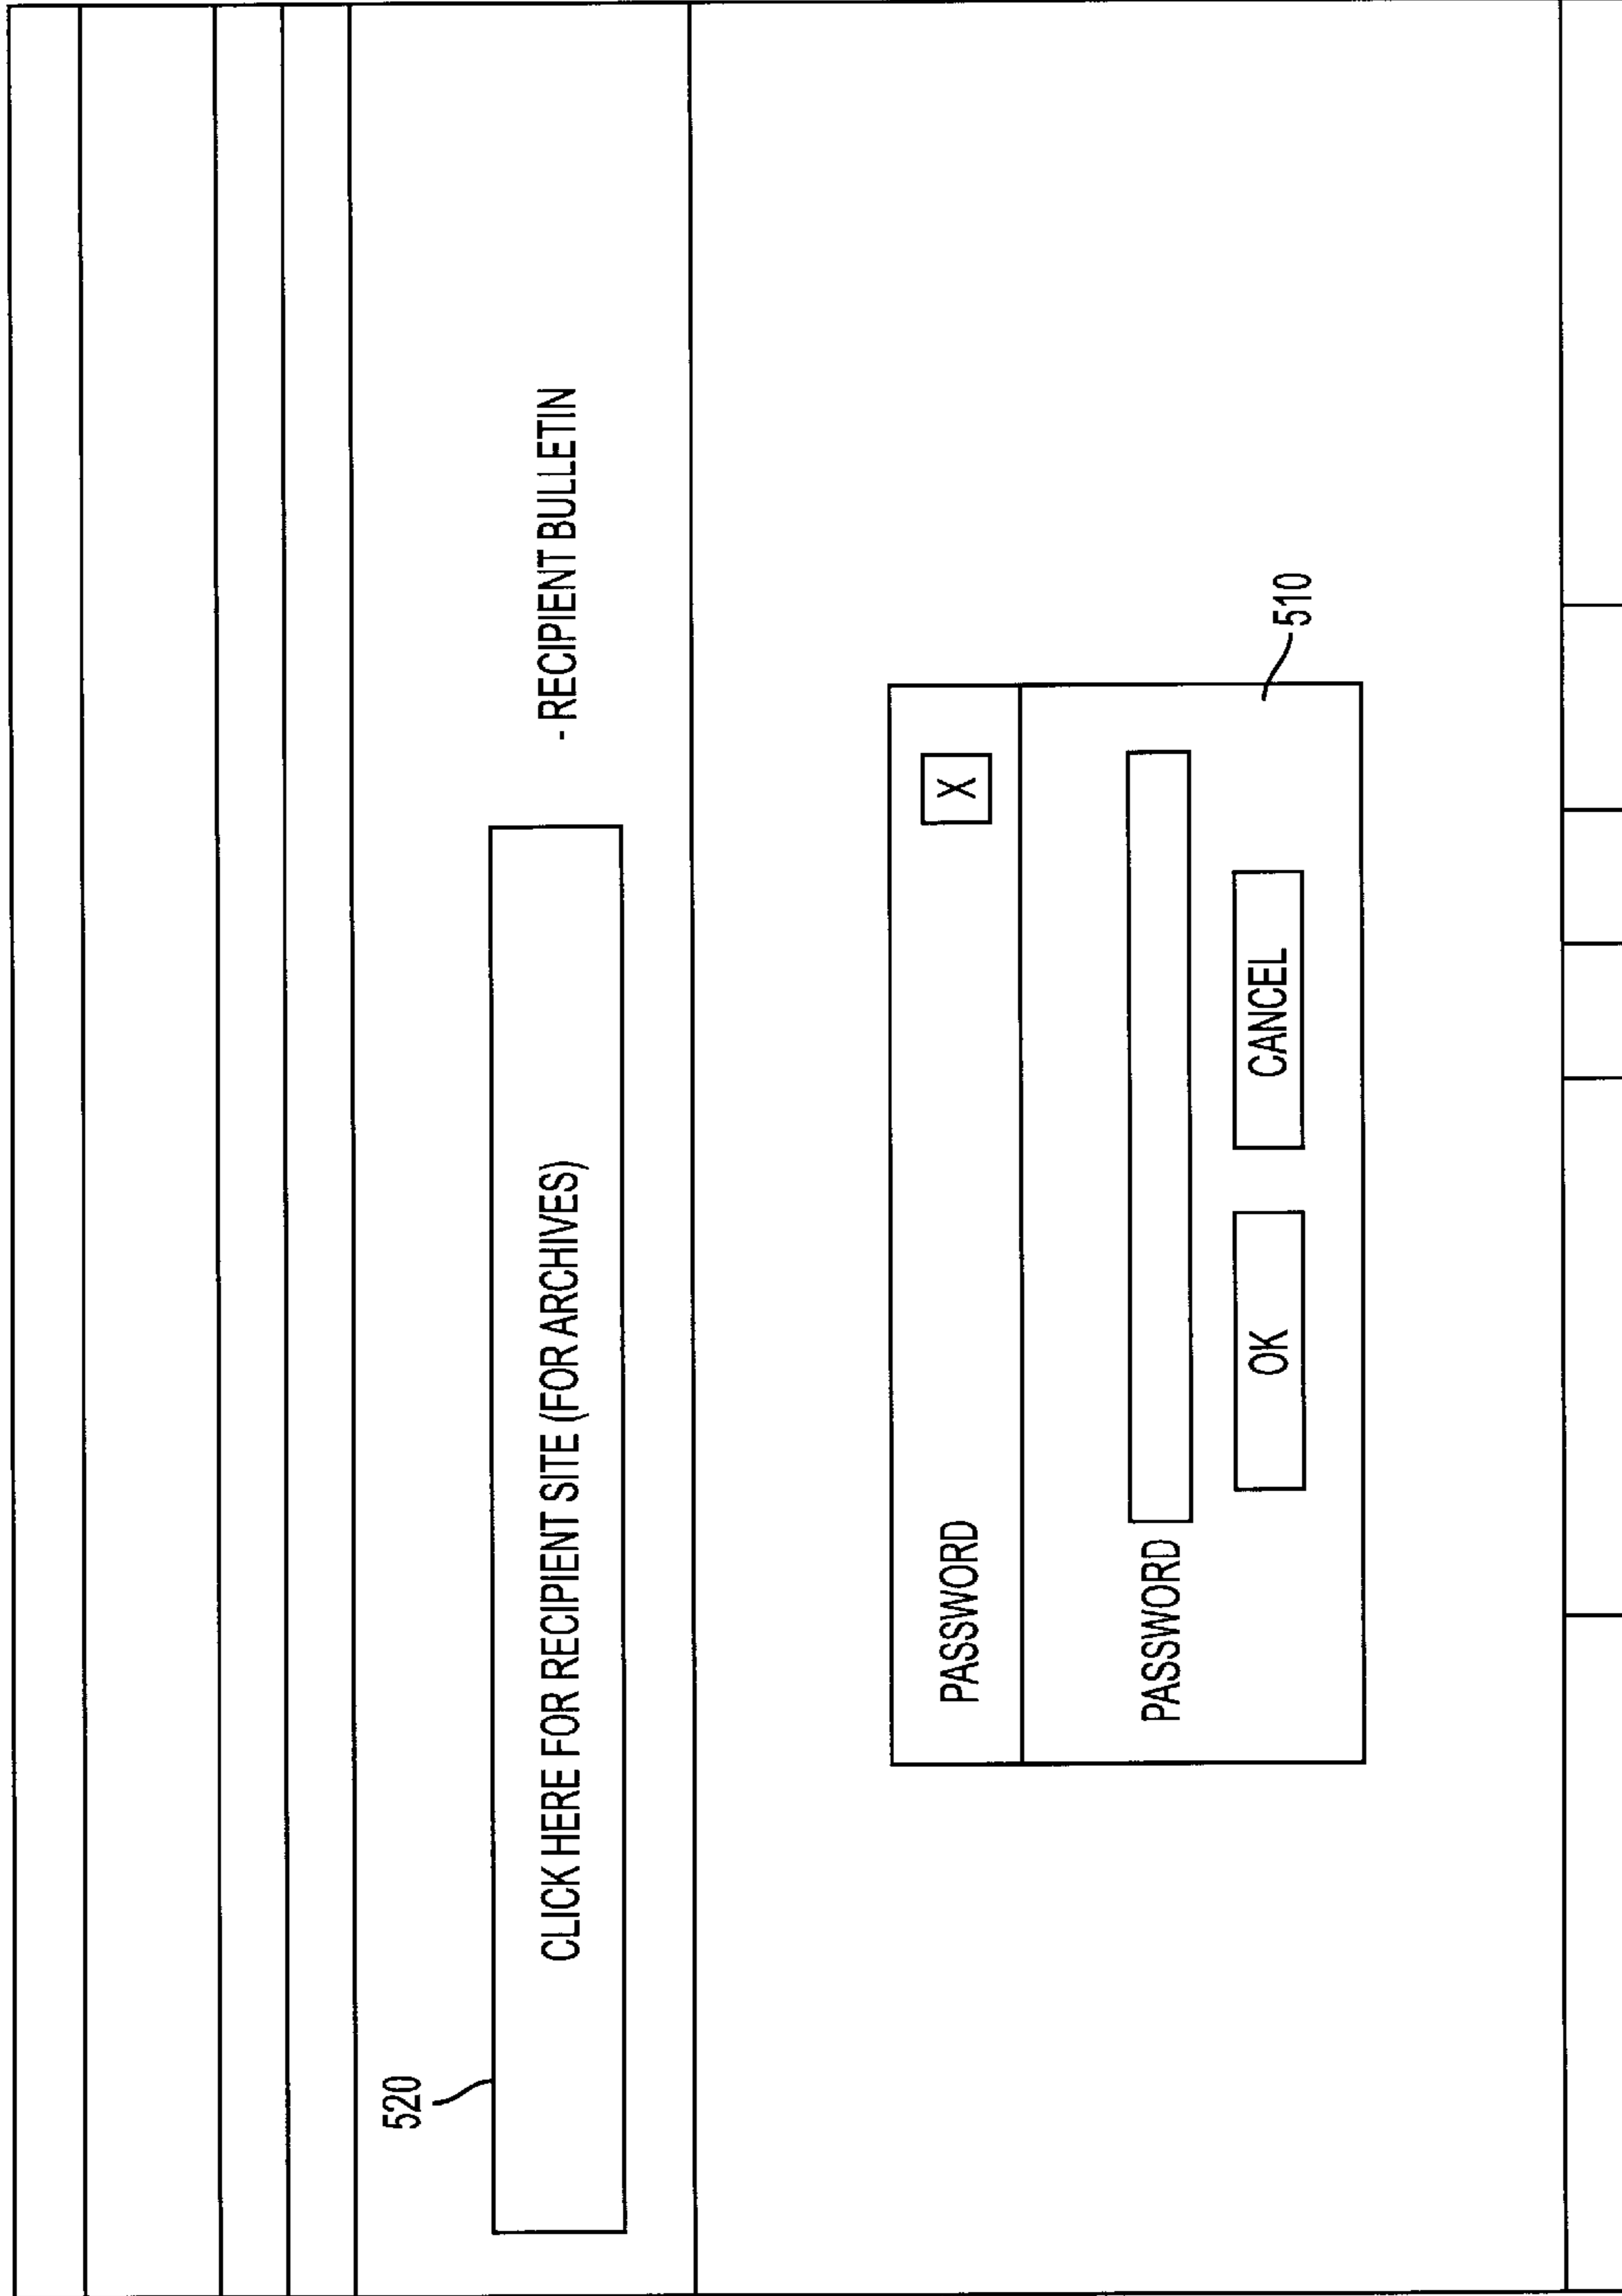 520
CLICK HERE FOR RECIPIENT SITE (FOR ARCHIVES)
- RECIPIENT BULLETIN
PASSWORD
X
PASSWORD
OK
CANCEL
510